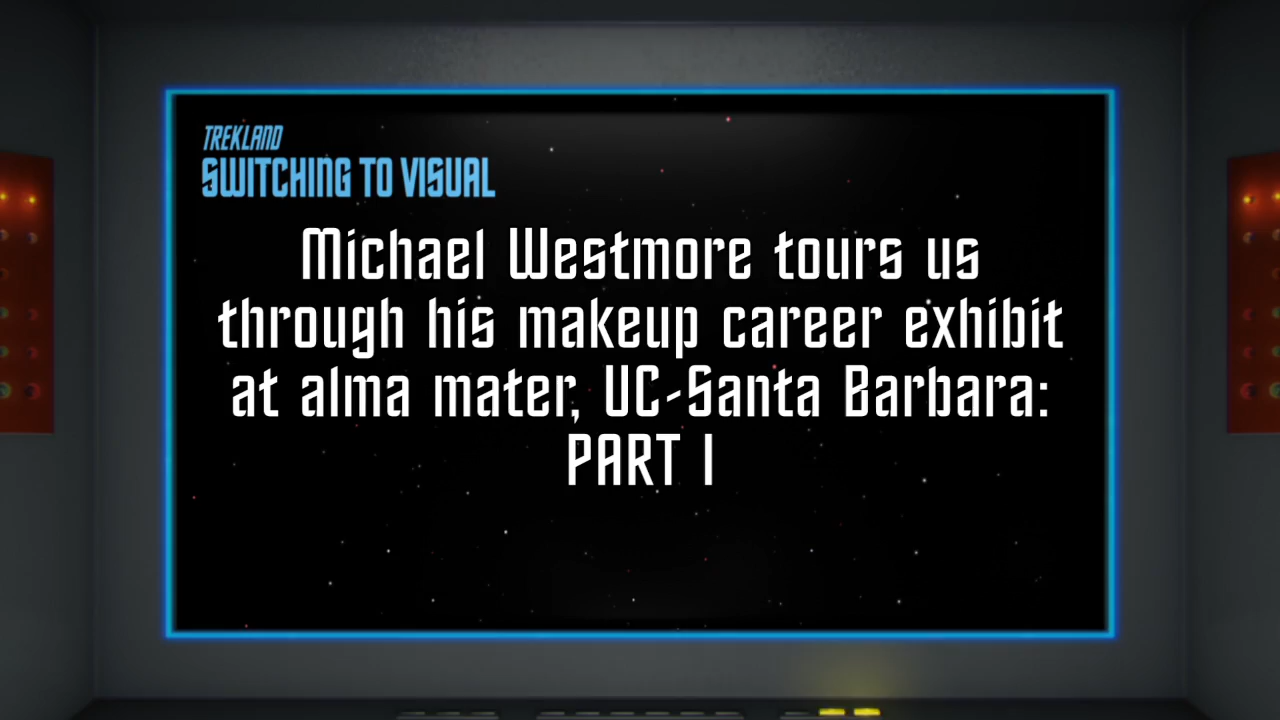 TREKLAND
SWITCHING TO VISUAL
Michael Westmore tours us
through his makeup career exhibit
at alma mater, UC-Santa Barbara:
PART I